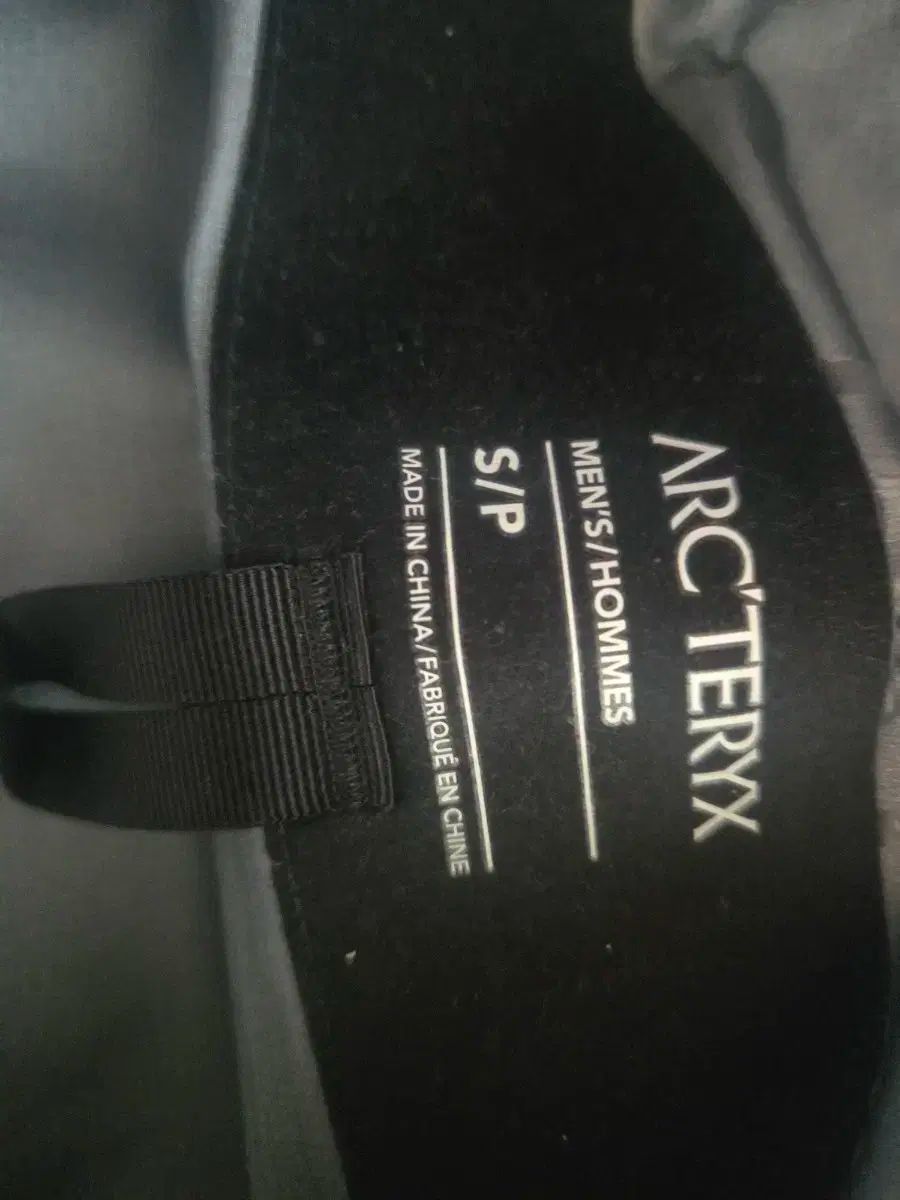 ARC'TERYX
MEN'S/HOMMES
S/P
MADE IN CHINA/FABRIQUÉ EN CHINE